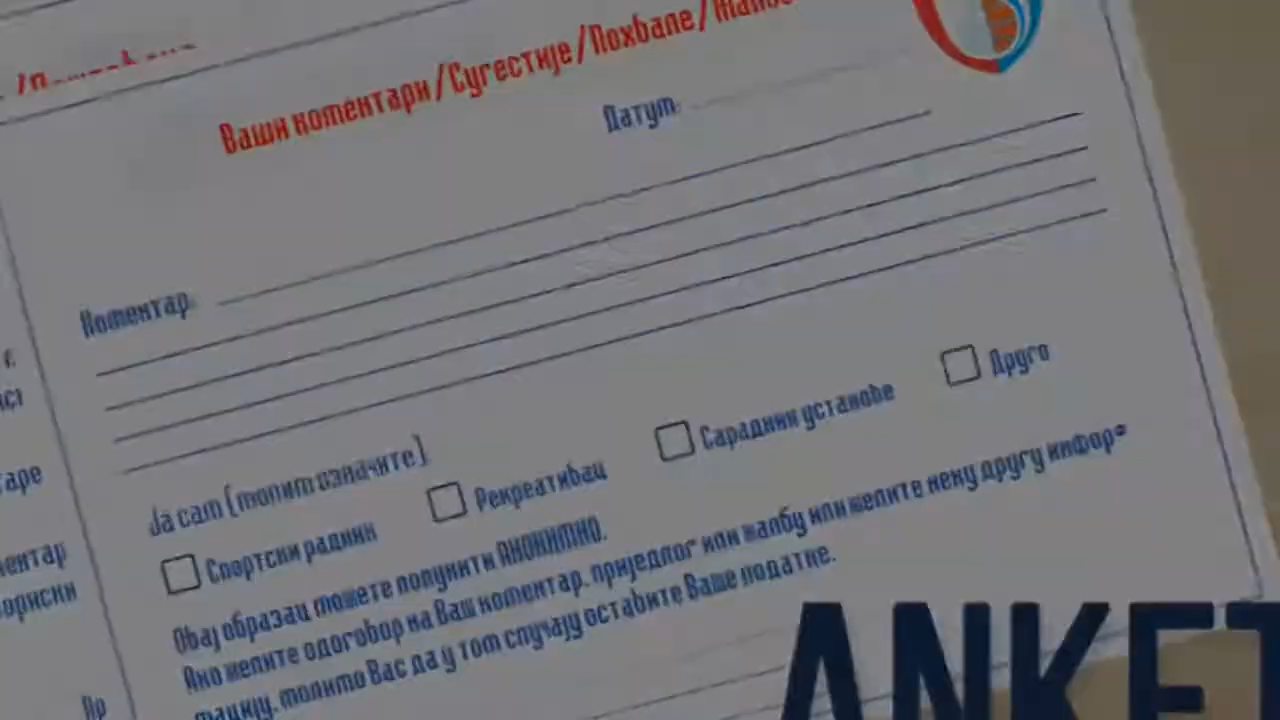 Ваши коментари/Сугестије/Похвале/
Датум:
Коментар:
Ја сам (молим означите)
Спортски радник
Рекреативац
Сарадник установе
Друго
Овај образац можете попунити АНОНИМНО.
Ако желите одговор на Ваш коментар, приједлог или жалбу или желите неку другу инфор-
мацију, молимо Вас да у том случају оставите Ваше податке.
ANKET